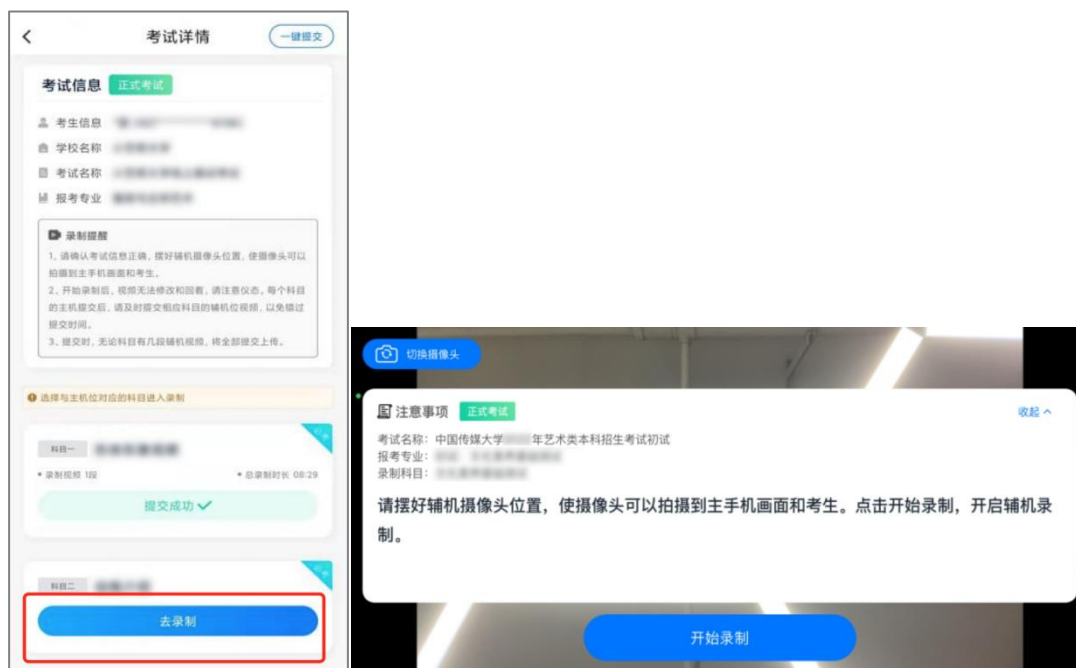 考试详情
一键提交
考试信息 正式考试
考生信息
学校名称
考试名称
报考专业
录制提醒
1、请确认考试信息正确,摆好辅机摄像头位置,使摄像头可以
拍摄到主手机画面和考生。
2、开始录制后,视频无法修改和回看,请注意仪态。每个科目
的主机提交后,请及时提交相应科目的辅机位视频,以免错过
提交时间。
3、提交时,无论科目有几段辅机视频,将全部提交上传。
选择与主机位对应的科目进入录制
科目一
录制视频 1段
总录制时长 08:29
提交成功
科目二
去录制
切换摄像头
注意事项 正式考试
收起
考试名称:中国传媒大学 年艺术类本科招生考试初试
报考专业:
录制科目:
请摆好辅机摄像头位置,使摄像头可以拍摄到主手机画面和考生。点击开始录制,开启辅机录
制。
开始录制